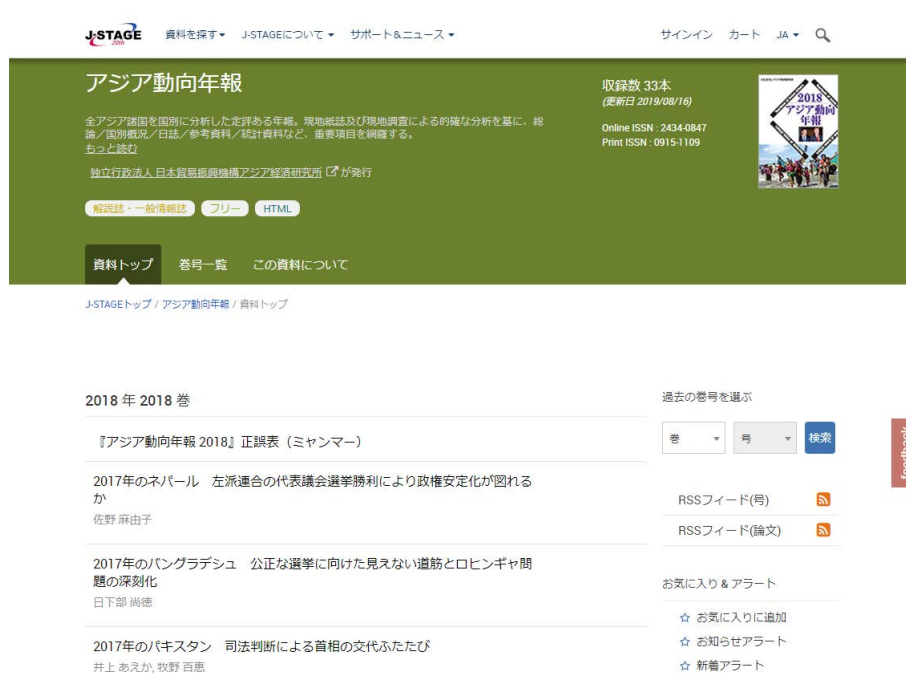 J-STAGE
20th
資料を探す▾ J-STAGEについて ▾ サポート&ニュース ▾
サインイン カート JA ▾
アジア動向年報
全アジア諸国を国別に分析した定評ある年報。現地紙誌及び現地調査による的確な分析を基に、総
論／国別概況／日誌／参考資料／統計資料など、重要項目を網羅する。
もっと読む
独立行政法人 日本貿易振興機構アジア経済研究所 が発行
解説誌・一般情報誌 フリー HTML
収録数 33本
(更新日 2019/08/16)
Online ISSN : 2434-0847
Print ISSN : 0915-1109
2018
アジア動向
年報
資料トップ 巻号一覧 この資料について
J-STAGEトップ / アジア動向年報 / 資料トップ
2018 年 2018 巻
『アジア動向年報 2018』正誤表（ミャンマー）
2017年のネパール　左派連合の代表議会選挙勝利により政権安定化が図れる
か
佐野 麻由子
2017年のバングラデシュ　公正な選挙に向けた見えない道筋とロヒンギャ問
題の深刻化
日下部 尚徳
2017年のパキスタン　司法判断による首相の交代ふたたび
井上 あえか, 牧野 百恵
過去の巻号を選ぶ
巻 ▾ 号 ▾ 検索
RSSフィード(号)
RSSフィード(論文)
お気に入り & アラート
☆ お気に入りに追加
☆ お知らせアラート
☆ 新着アラート
feedback